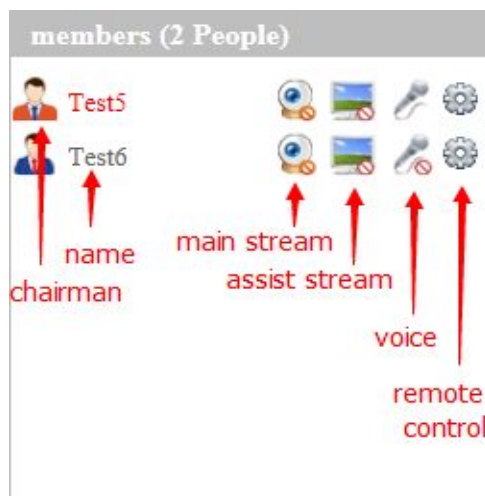 members (2 People)
Test5
Test6
name
main stream
chairman
assist stream
voice
remote
control